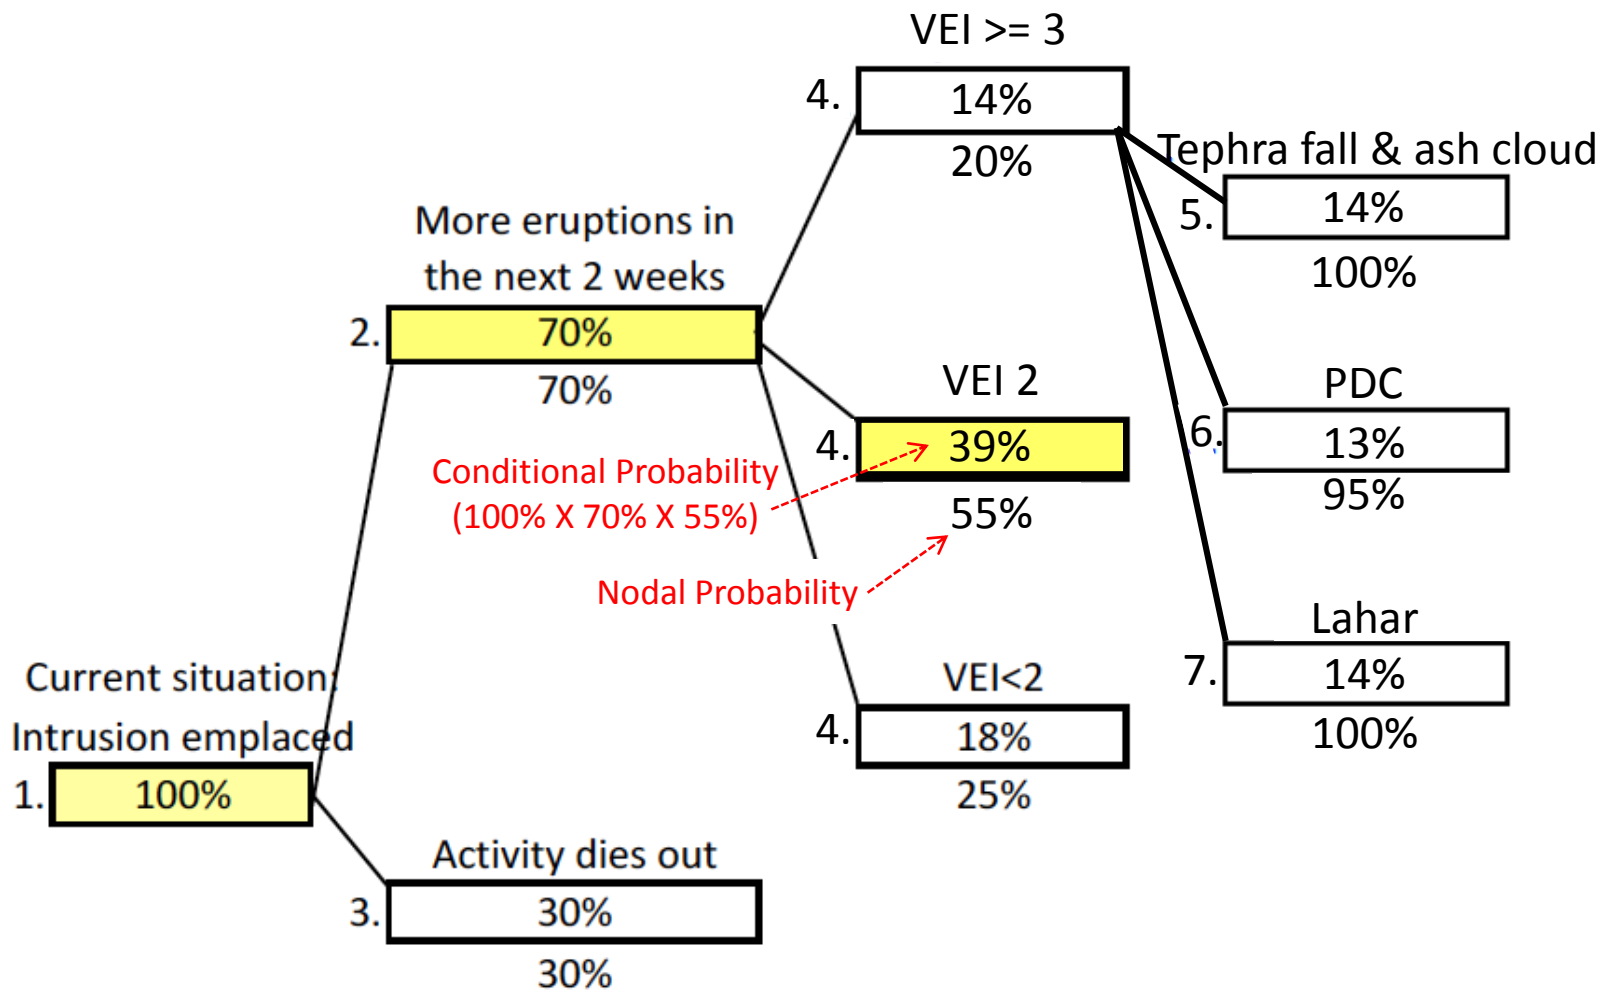 VEI >= 3
4.
14%
20%
Tephra fall & ash cloud
5.
14%
100%
More eruptions in
the next 2 weeks
2.
70%
70%
VEI 2
4.
39%
55%
Conditional Probability
(100% X 70% X 55%)
Nodal Probability
PDC
6.
13%
95%
Lahar
7.
14%
100%
VEI<2
4.
18%
25%
Current situation:
Intrusion emplaced
1.
100%
Activity dies out
3.
30%
30%